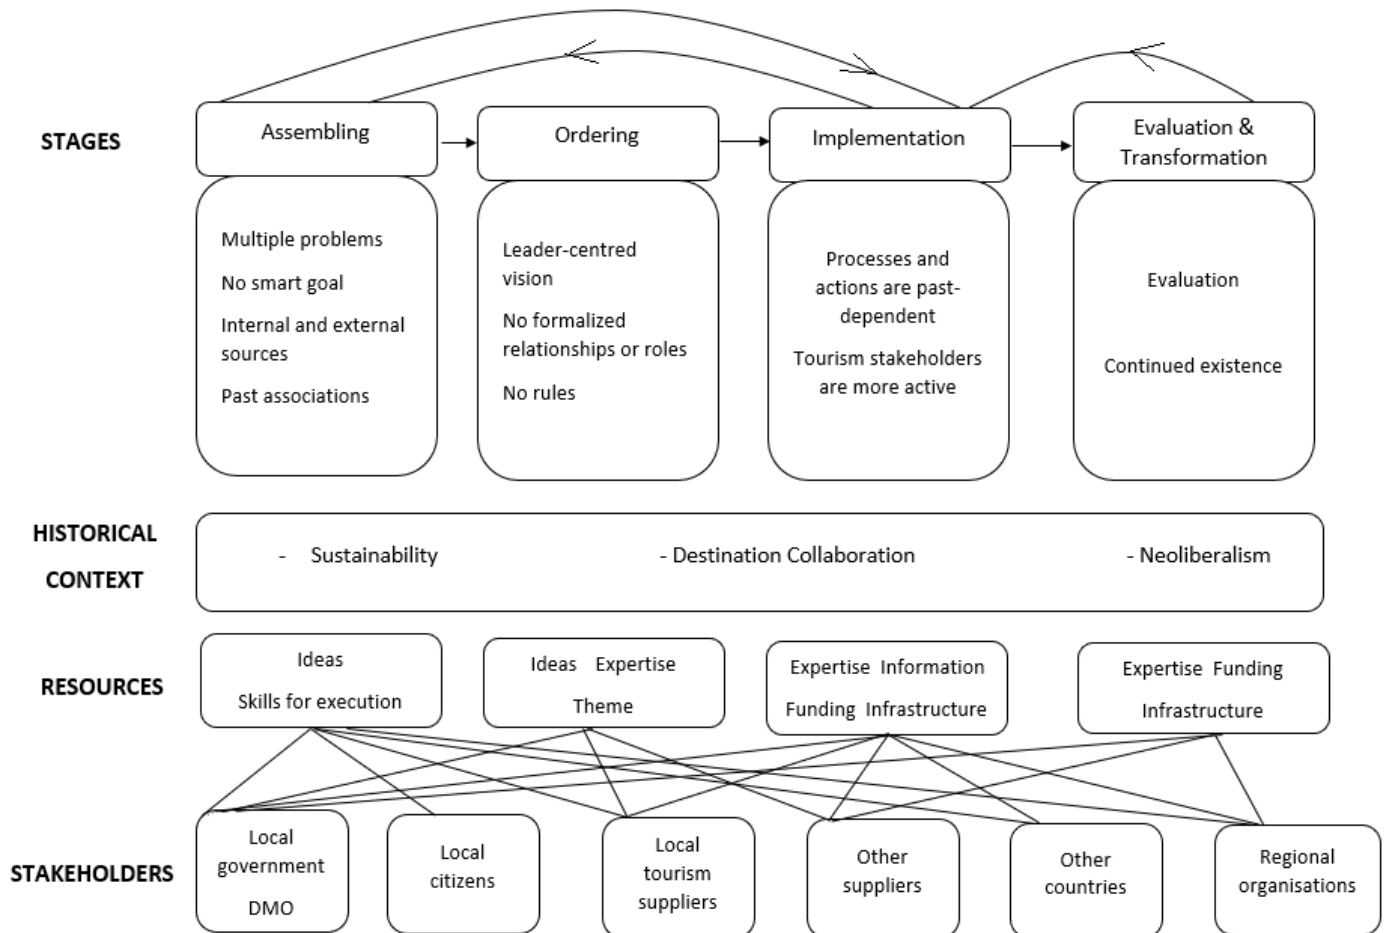 STAGES
Assembling
Ordering
Implementation
Evaluation &
Transformation
Multiple problems
No smart goal
Internal and external
sources
Past associations
Leader-centred
vision
No formalized
relationships or roles
No rules
Processes and
actions are past-
dependent
Tourism stakeholders
are more active
Evaluation
Continued existence
HISTORICAL
CONTEXT
- Sustainability
- Destination Collaboration
- Neoliberalism
RESOURCES
Ideas
Skills for execution
Ideas Expertise
Theme
Expertise Information
Funding Infrastructure
Expertise Funding
Infrastructure
STAKEHOLDERS
Local
government
DMO
Local
citizens
Local
tourism
suppliers
Other
suppliers
Other
countries
Regional
organisations